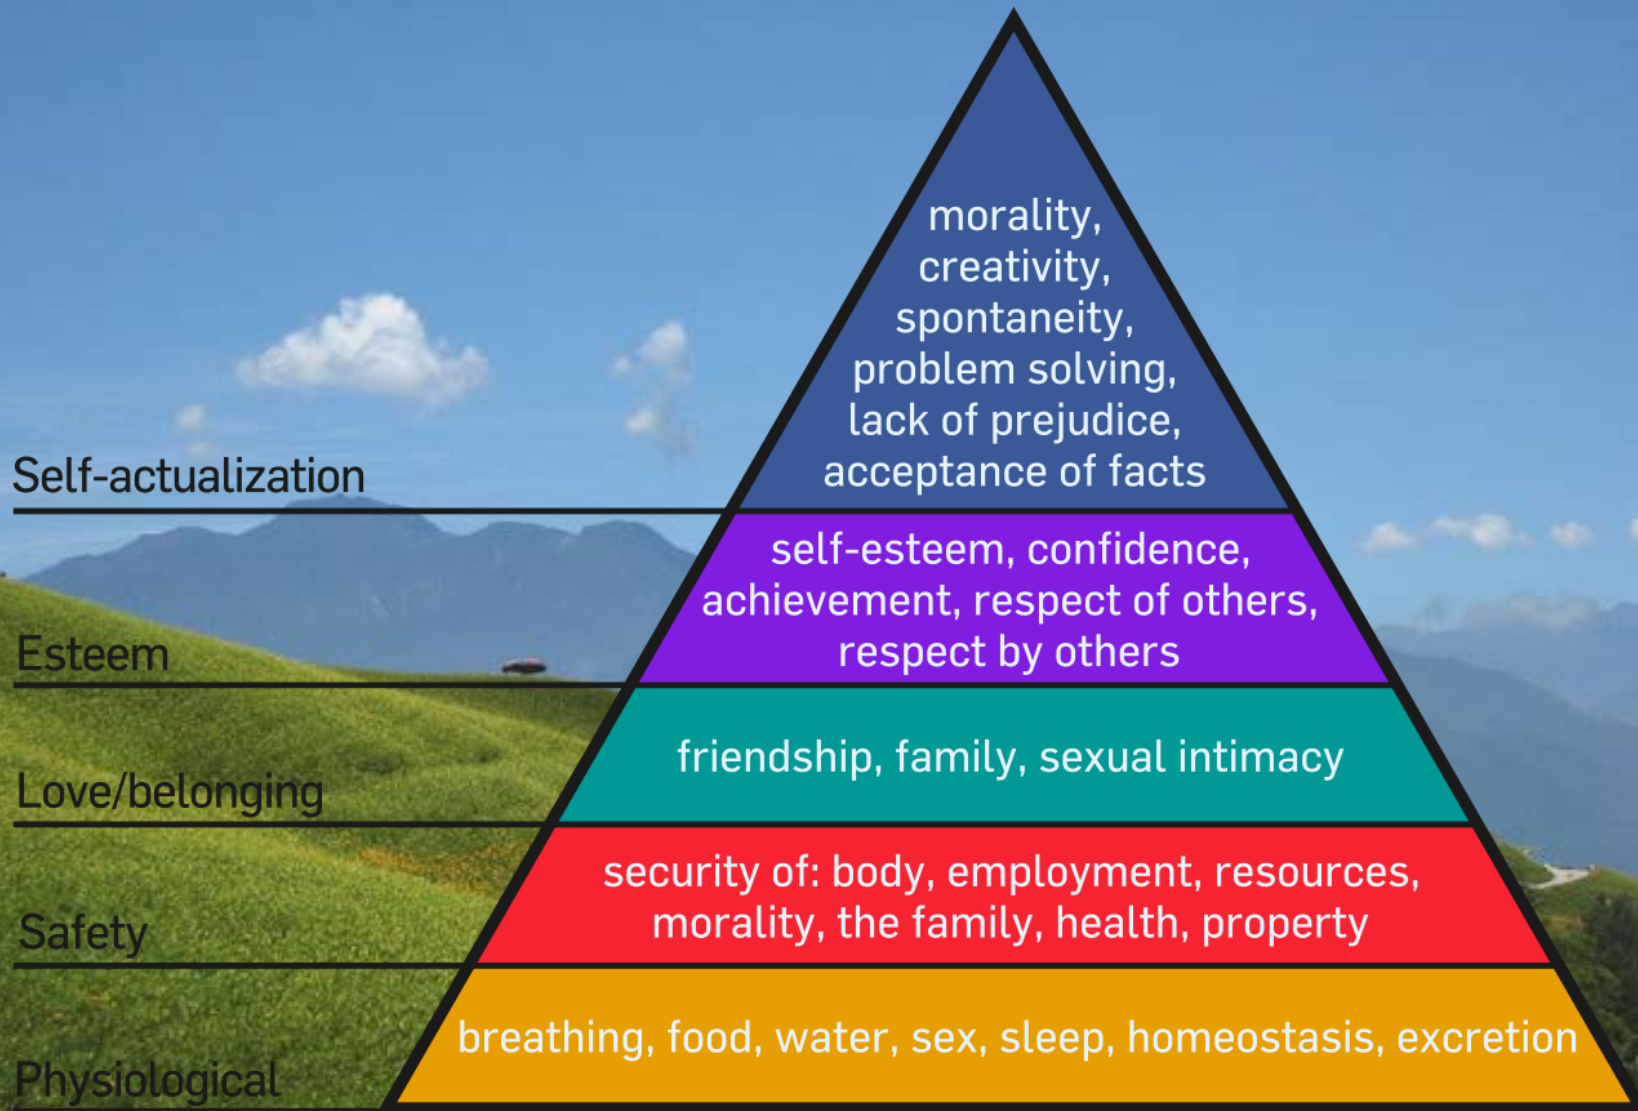 morality,
creativity,
spontaneity,
problem solving,
lack of prejudice,
acceptance of facts
Self-actualization
self-esteem, confidence,
achievement, respect of others,
respect by others
Esteem
friendship, family, sexual intimacy
Love/belonging
security of: body, employment, resources,
morality, the family, health, property
Safety
breathing, food, water, sex, sleep, homeostasis, excretion
Physiological